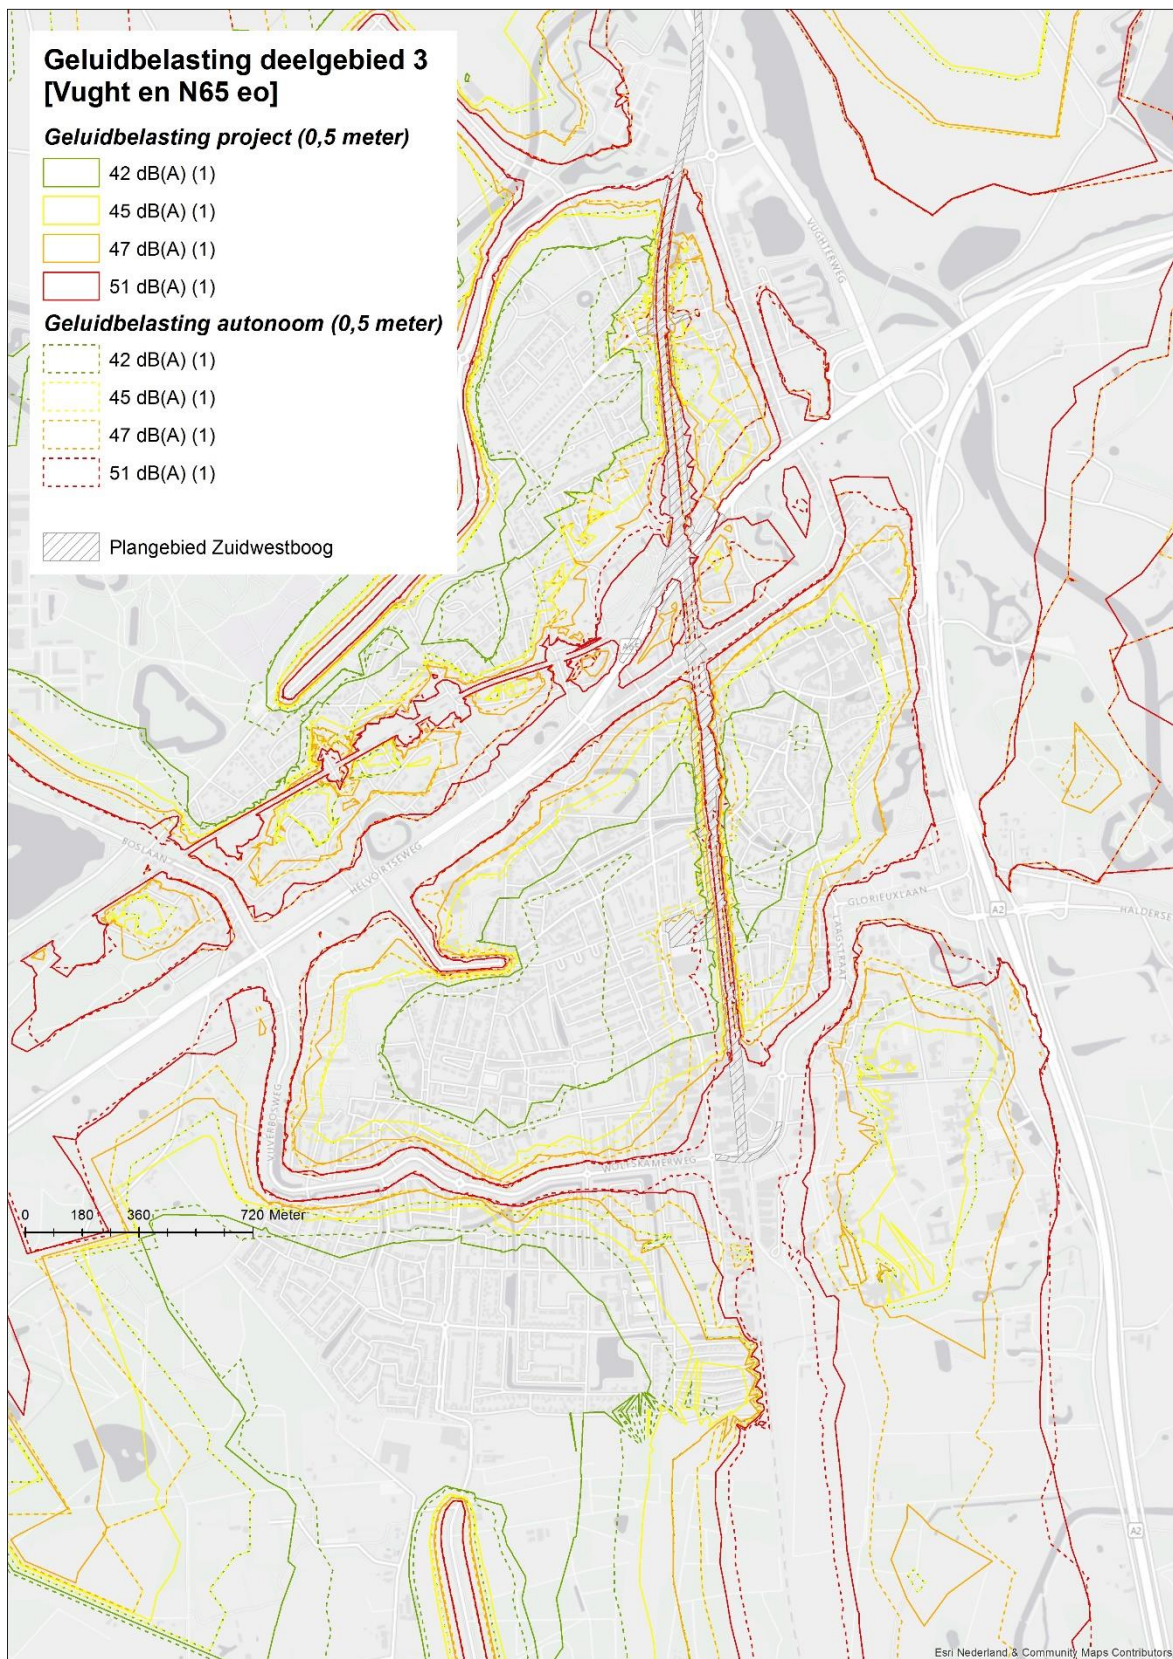 Geluidbelasting deelgebied 3
[Vught en N65 eo]
Geluidbelasting project (0,5 meter)
42 dB(A) (1)
45 dB(A) (1)
47 dB(A) (1)
51 dB(A) (1)
Geluidbelasting autonoom (0,5 meter)
42 dB(A) (1)
45 dB(A) (1)
47 dB(A) (1)
51 dB(A) (1)
Plangebied Zuidwestboog
VUGHTERWEG
BOSLAAN
HELVOIRTSEWEG
GLORIEUXLAAN
A2
HALDERSE
VIJVERBOSWEG
WOLFSKAMERWEG
0 180 360 720 Meter
A2
Esri Nederland & Community Maps Contributors